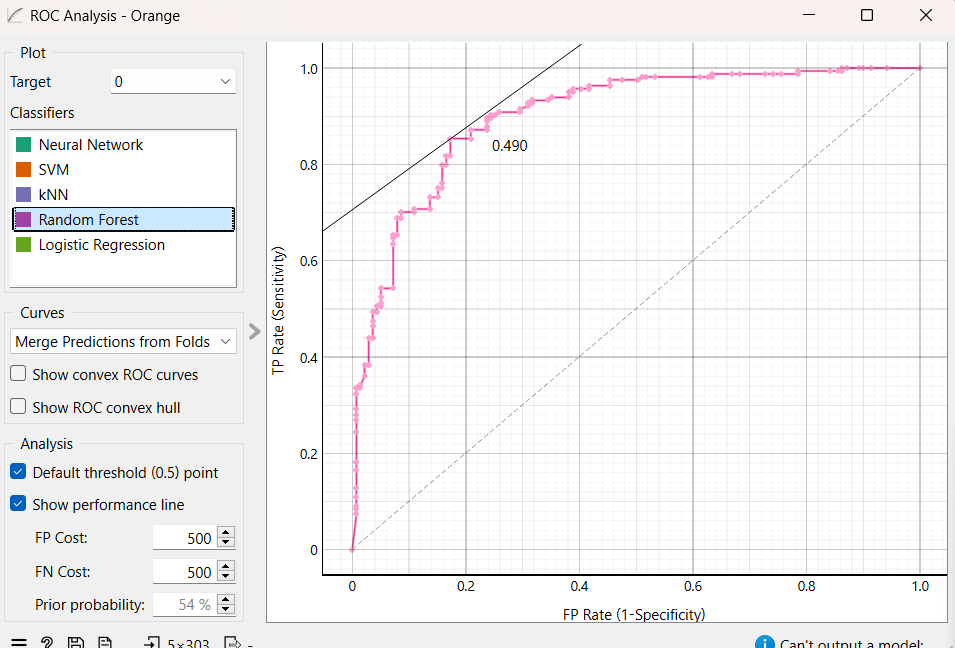 ROC Analysis - Orange
Plot
Target 0
Classifiers
Neural Network
SVM
kNN
Random Forest
Logistic Regression
Curves
Merge Predictions from Folds
Show convex ROC curves
Show ROC convex hull
Analysis
Default threshold (0.5) point
Show performance line
FP Cost: 500
FN Cost: 500
Prior probability: 54 %
5×303 -
TP Rate (Sensitivity)
1.0
0.8
0.6
0.4
0.2
0
0.490
0 0.2 0.4 0.6 0.8 1.0
FP Rate (1-Specificity)
Can't output a model: